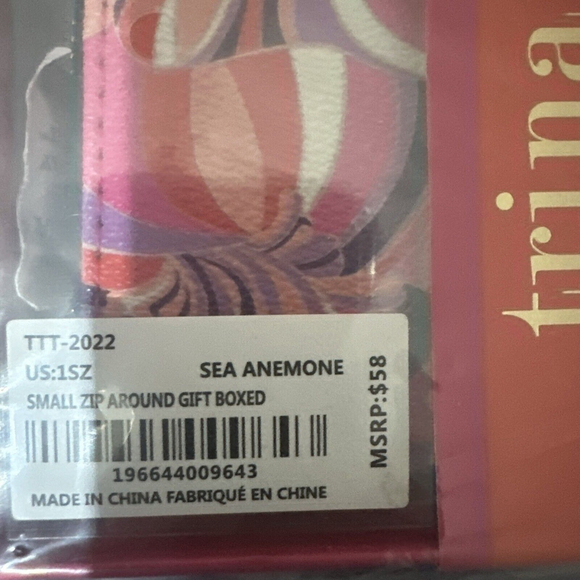 trina
TTT-2022
US:1SZ SEA ANEMONE
SMALL ZIP AROUND GIFT BOXED
196644009643
MADE IN CHINA FABRIQUÉ EN CHINE
MSRP:$58